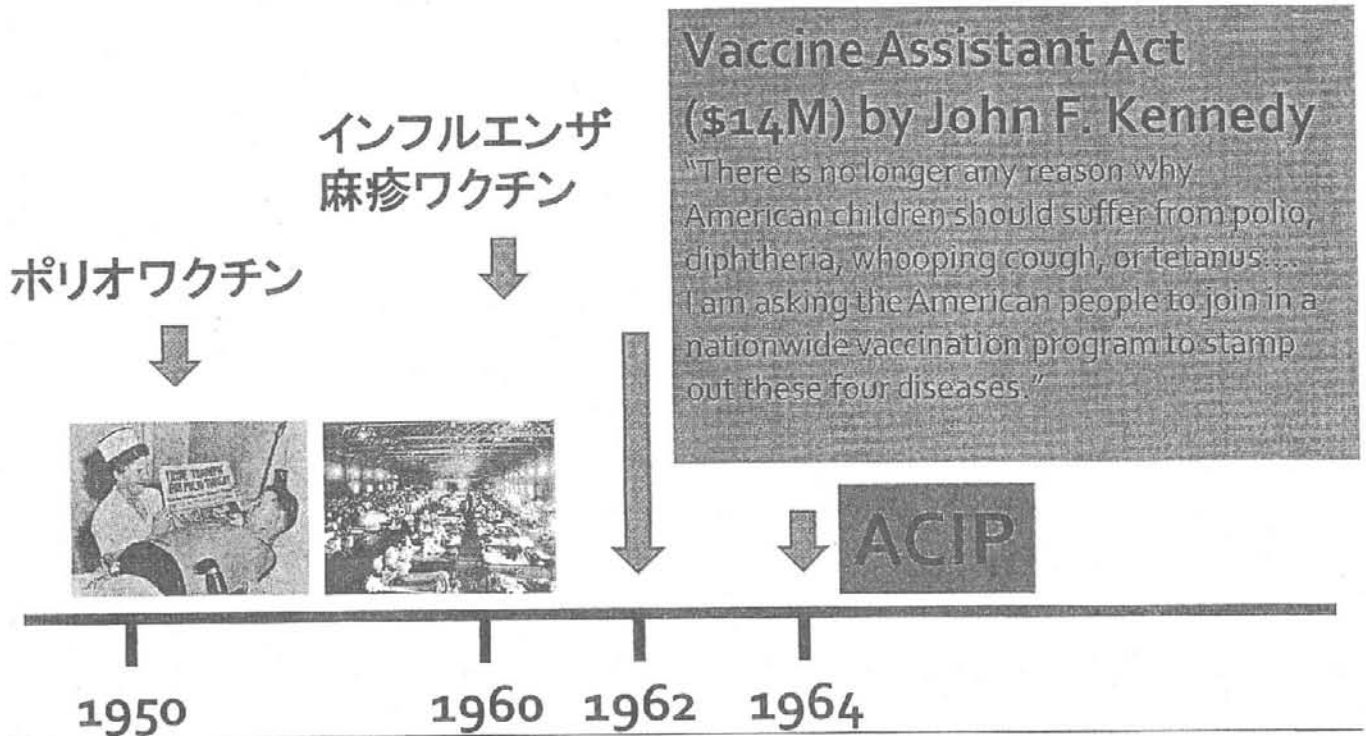 Vaccine Assistant Act
($14M) by John F. Kennedy
"There is no longer any reason why
American children should suffer from polio,
diphtheria, whooping cough, or tetanus....
I am asking the American people to join in a
nationwide vaccination program to stamp
out these four diseases."
インフルエンザ
麻疹ワクチン
ポリオワクチン
ACIP
1950
1960
1962
1964